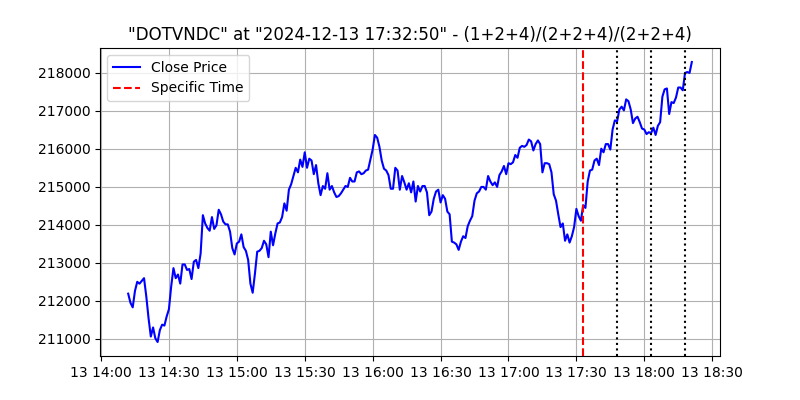 "DOTVNDC" at "2024-12-13 17:32:50" - (1+2+4)/(2+2+4)/(2+2+4)
Close Price
Specific Time
218000
217000
216000
215000
214000
213000
212000
211000
13 14:00 13 14:30 13 15:00 13 15:30 13 16:00 13 16:30 13 17:00 13 17:30 13 18:00 13 18:30